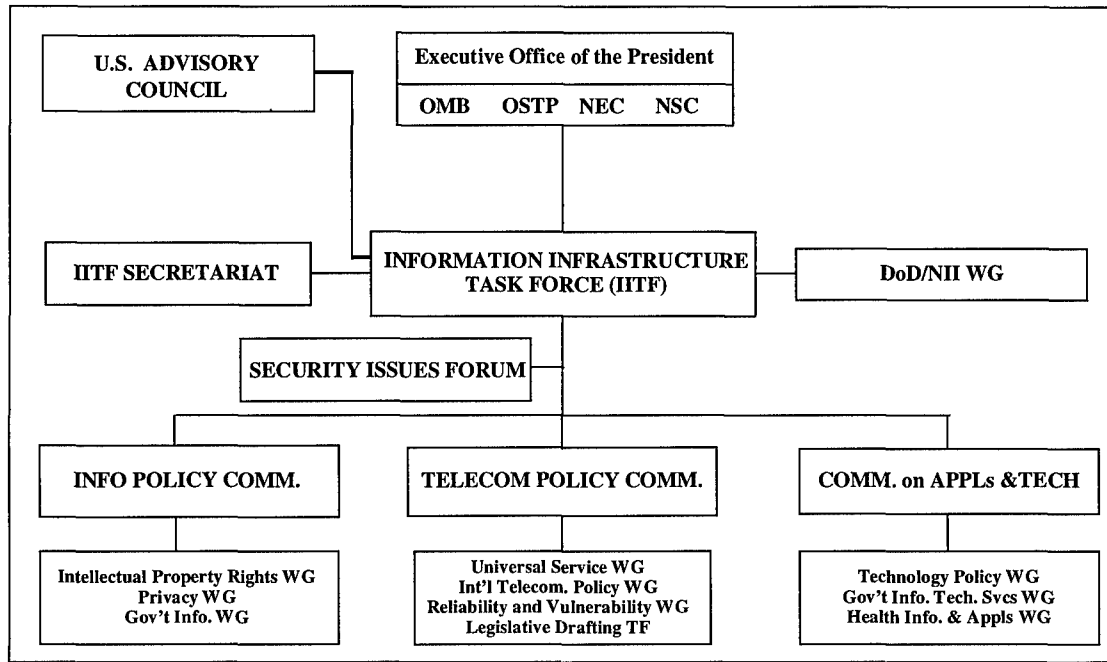 U.S. ADVISORY
COUNCIL
Executive Office of the President
OMB OSTP NEC NSC
IITF SECRETARIAT
INFORMATION INFRASTRUCTURE
TASK FORCE (IITF)
DoD/NII WG
SECURITY ISSUES FORUM
INFO POLICY COMM.
TELECOM POLICY COMM.
COMM. on APPLs &TECH
Intellectual Property Rights WG
Privacy WG
Gov't Info. WG
Universal Service WG
Int'l Telecom. Policy WG
Reliability and Vulnerability WG
Legislative Drafting TF
Technology Policy WG
Gov't Info. Tech. Svcs WG
Health Info. & Appls WG